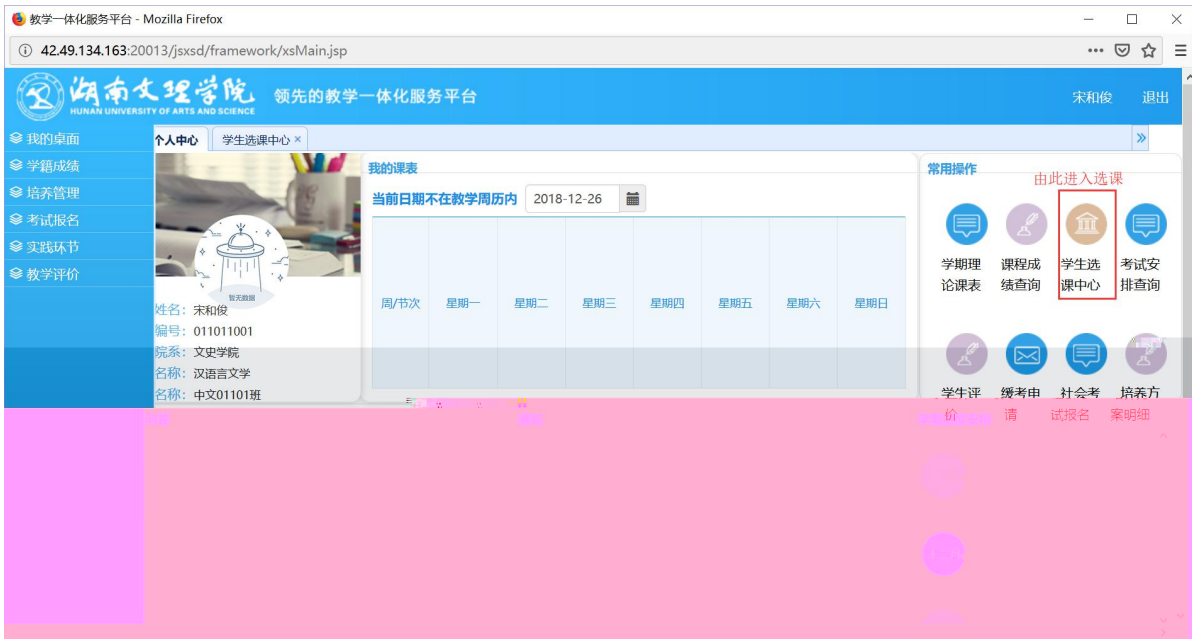 教学一体化服务平台 - Mozilla Firefox
42.49.134.163:20013/jsxsd/framework/xsMain.jsp
湖南文理学院
HUNAN UNIVERSITY OF ARTS AND SCIENCE
领先的教学一体化服务平台
宋和俊 退出
我的桌面
学籍成绩
培养管理
考试报名
实践环节
教学评价
个人中心 学生选课中心 ×
暂无数据
姓名: 宋和俊
编号: 011011001
院系: 文史学院
名称: 汉语言文学
名称: 中文01101班
我的课表
当前日期不在教学周历内 2018-12-26
周/节次 星期一 星期二 星期三 星期四 星期五 星期六 星期日
常用操作
由此进入选课
学期理论课表
课程成绩查询
学生选课中心
考试安排查询
学生评价
缓考申请
社会考试报名
培养方案明细